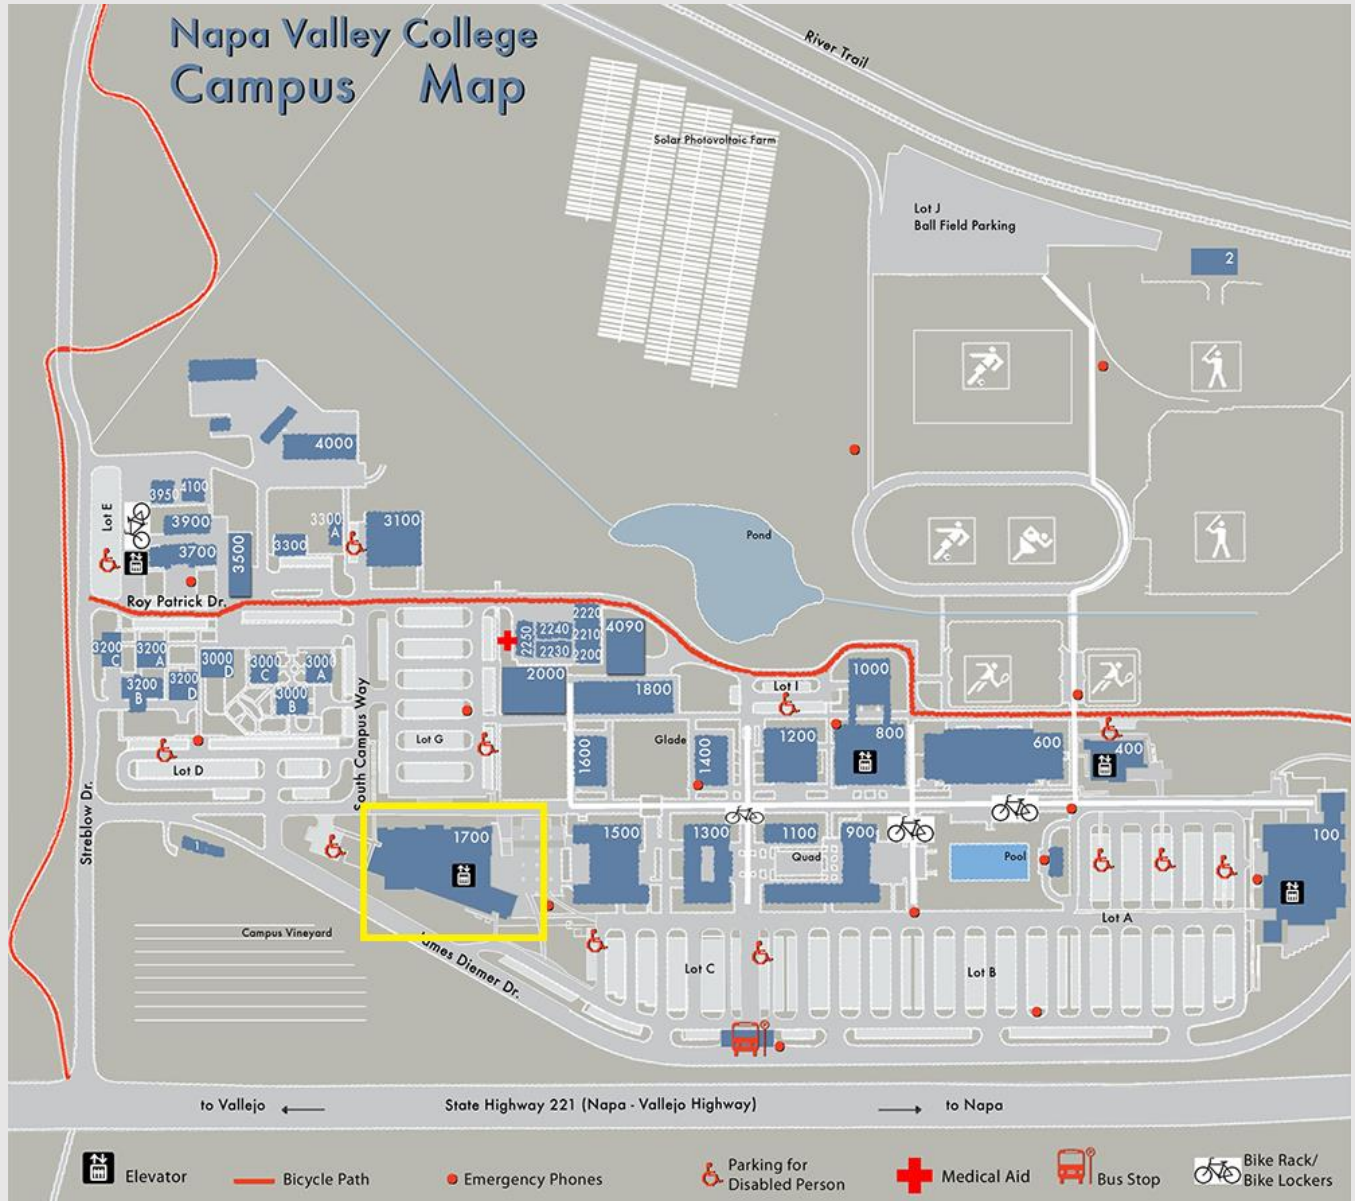 Napa Valley College
Campus Map
River Trail
Solar Photovoltaic Farm
Lot J
Ball Field Parking
2
4000
3950
4100
3300
A
3100
Lot E
3900
3700
3500
3300
Pond
Roy Patrick Dr.
2220
2250
2240
2210
4090
2230
2200
3200
C
3200
A
3000
D
3000
C
3000
A
3200
B
3200
D
3000
B
2000
1800
1000
Lot I
South Campus Way
Lot G
Glade
1600
1400
1200
800
600
400
Lot D
Streblow Dr.
1
1700
1500
1300
1100
900
Quad
Pool
100
Lot A
Campus Vineyard
James Diemer Dr.
Lot C
Lot B
to Vallejo
State Highway 221 (Napa - Vallejo Highway)
to Napa
Elevator
Bicycle Path
Emergency Phones
Parking for
Disabled Person
Medical Aid
Bus Stop
Bike Rack/
Bike Lockers